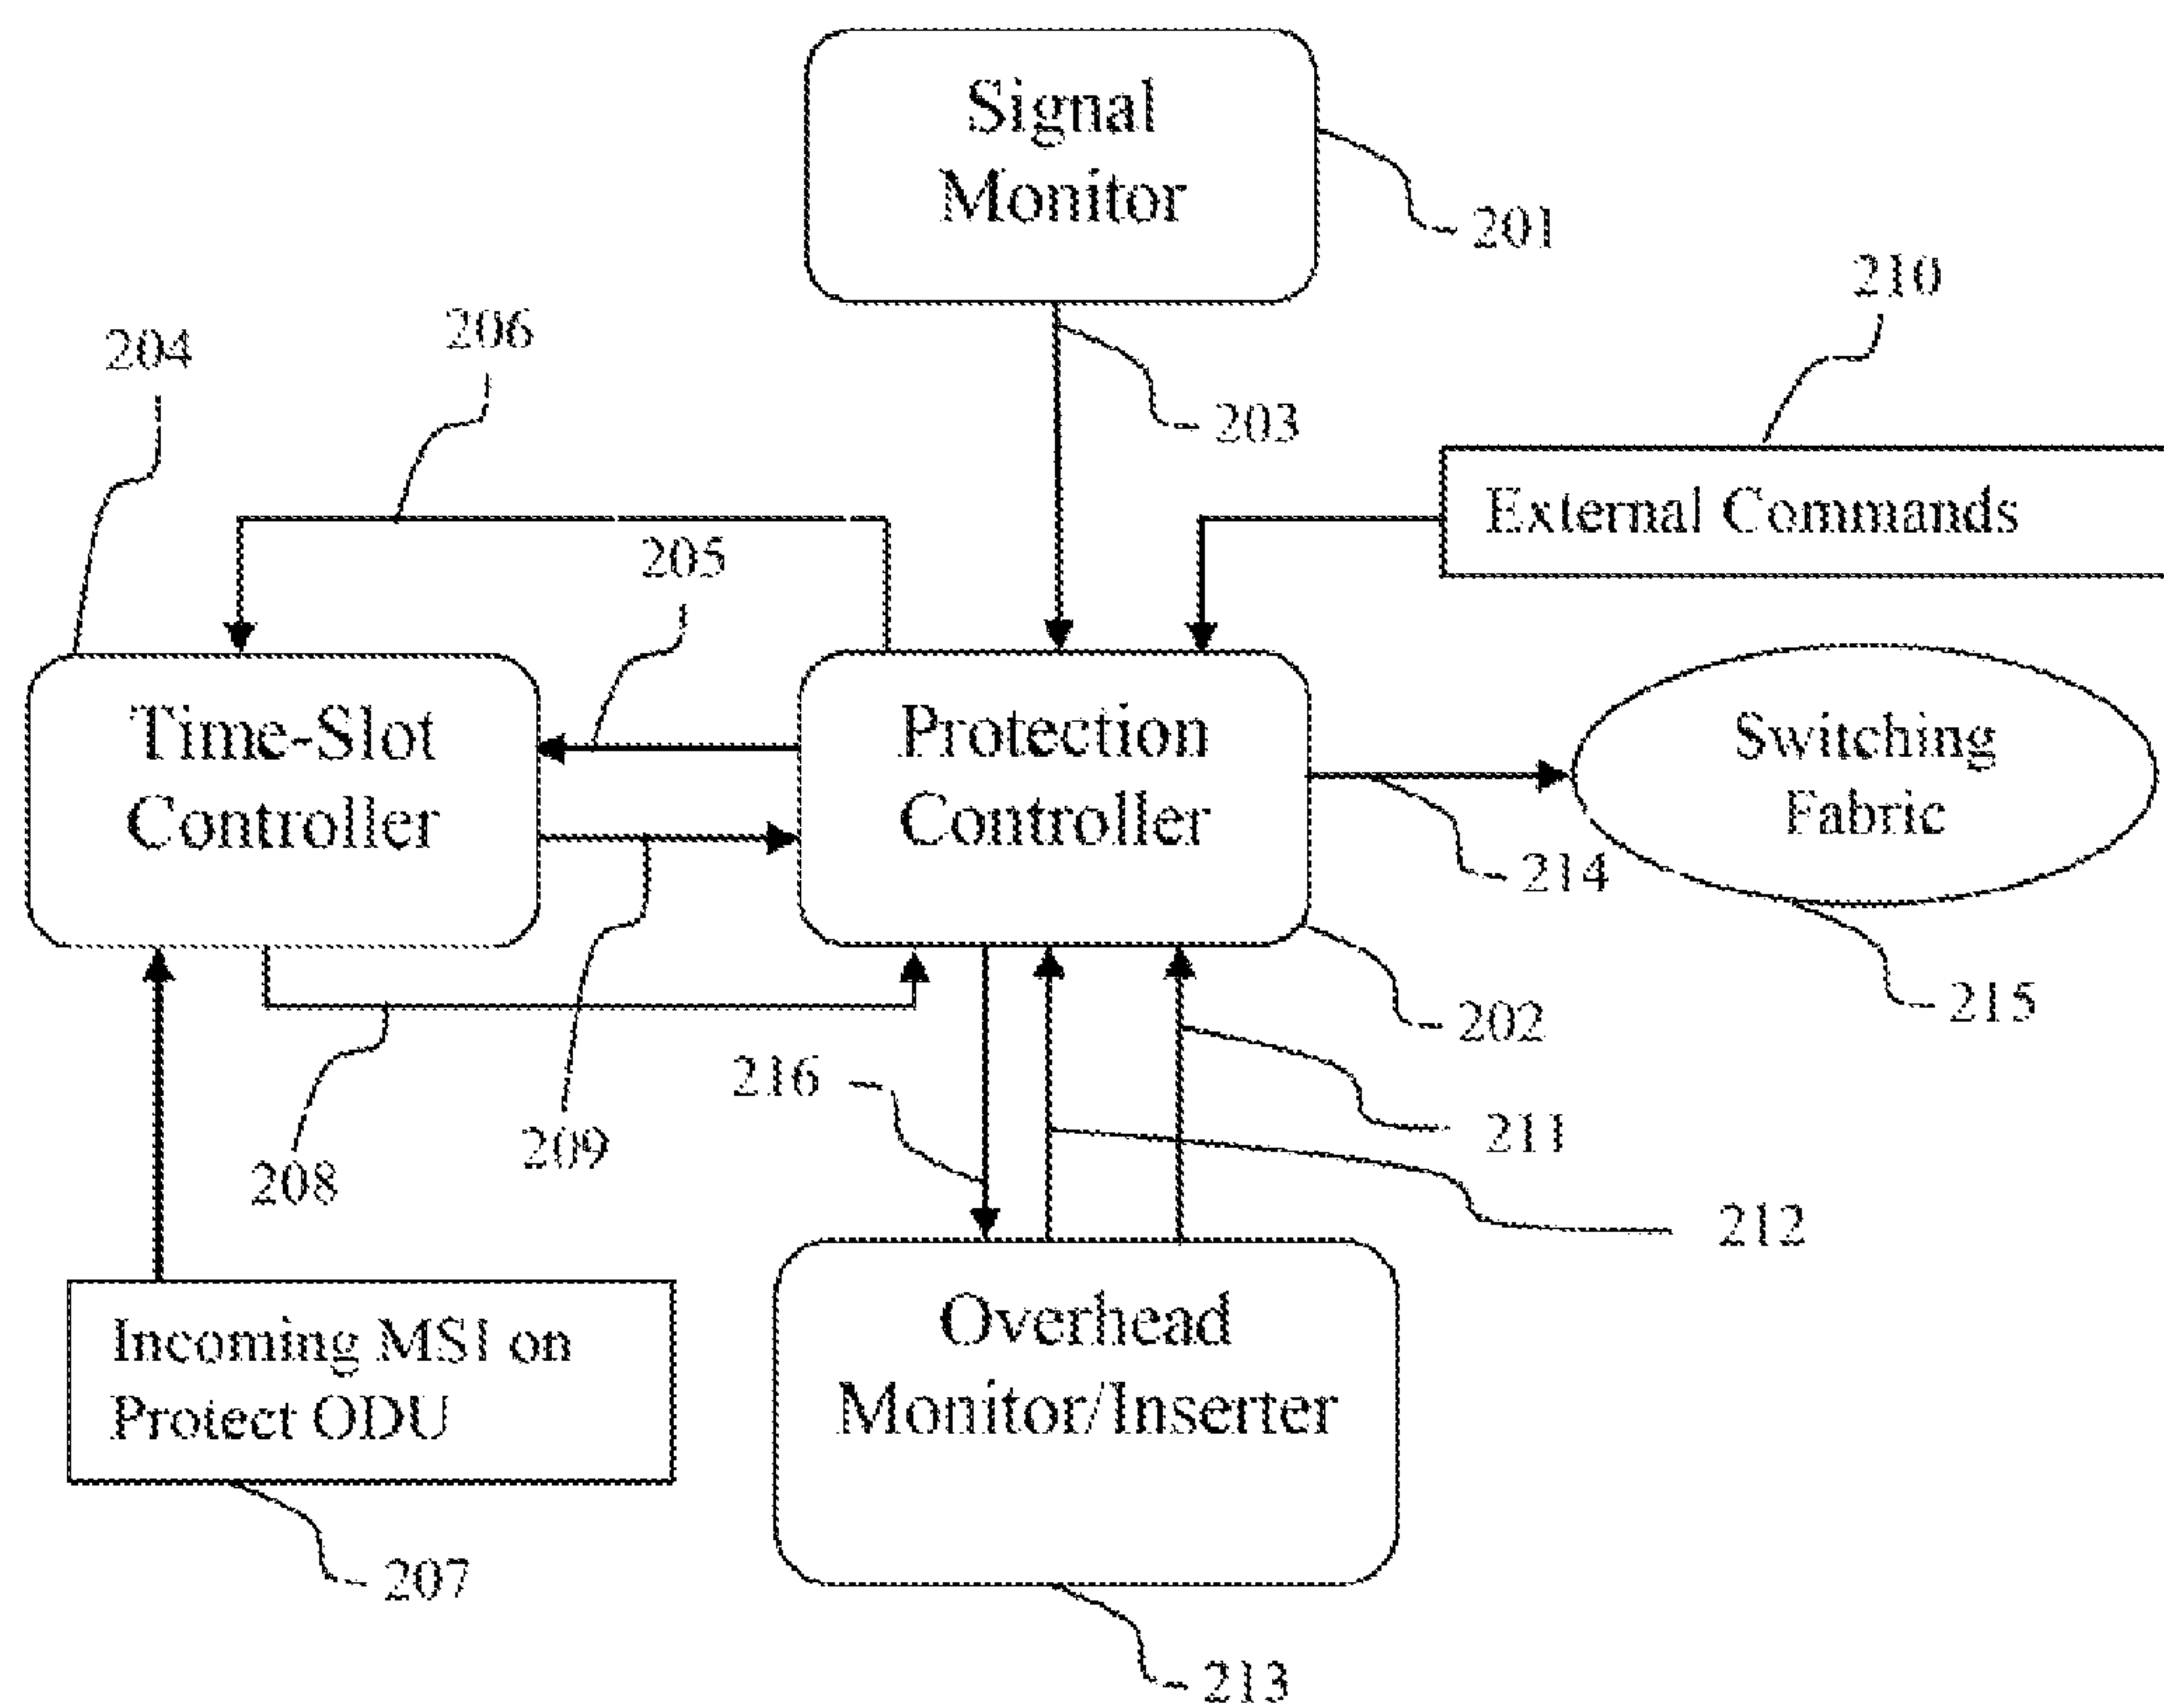 Signal
Monitor
201
210
206
204
203
External Commands
205
Time-Slot
Controller
Protection
Controller
Switching
Fabric
214
215
202
216
211
209
208
212
Incoming MSI on
Protect ODU
Overhead
Monitor/Inserter
207
213